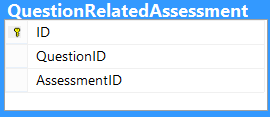 QuestionRelatedAssessment
ID
QuestionID
AssessmentID